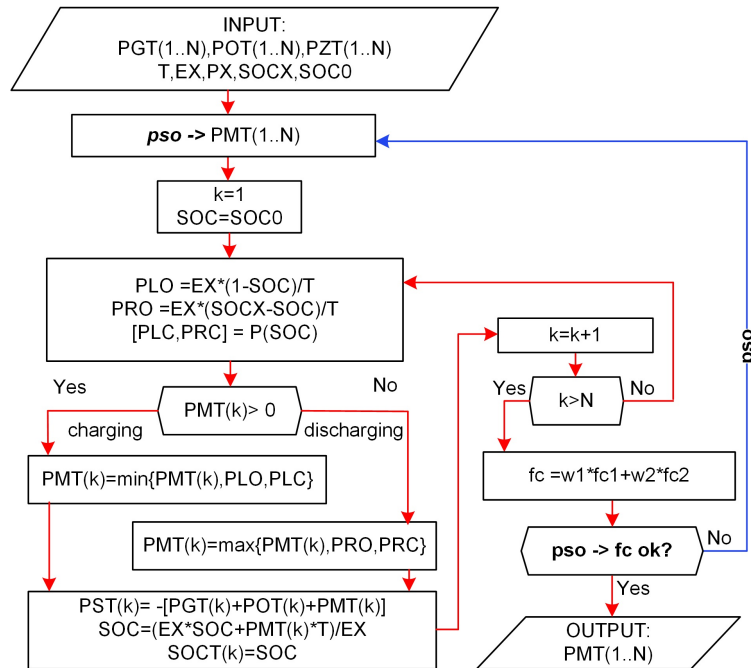 INPUT:
PGT(1..N),POT(1..N),PZT(1..N)
T,EX,PX,SOCX,SOC0
pso -> PMT(1..N)
k=1
SOC=SOC0
PLO =EX*(1-SOC)/T
PRO =EX*(SOCX-SOC)/T
[PLC,PRC] = P(SOC)
Yes
No
PMT(k)> 0
charging
discharging
PMT(k)=min{PMT(k),PLO,PLC}
PMT(k)=max{PMT(k),PRO,PRC}
PST(k)= -[PGT(k)+POT(k)+PMT(k)]
SOC=(EX*SOC+PMT(k)*T)/EX
SOCT(k)=SOC
k=k+1
Yes
No
k>N
fc =w1*fc1+w2*fc2
pso -> fc ok?
No
Yes
pso
OUTPUT:
PMT(1..N)